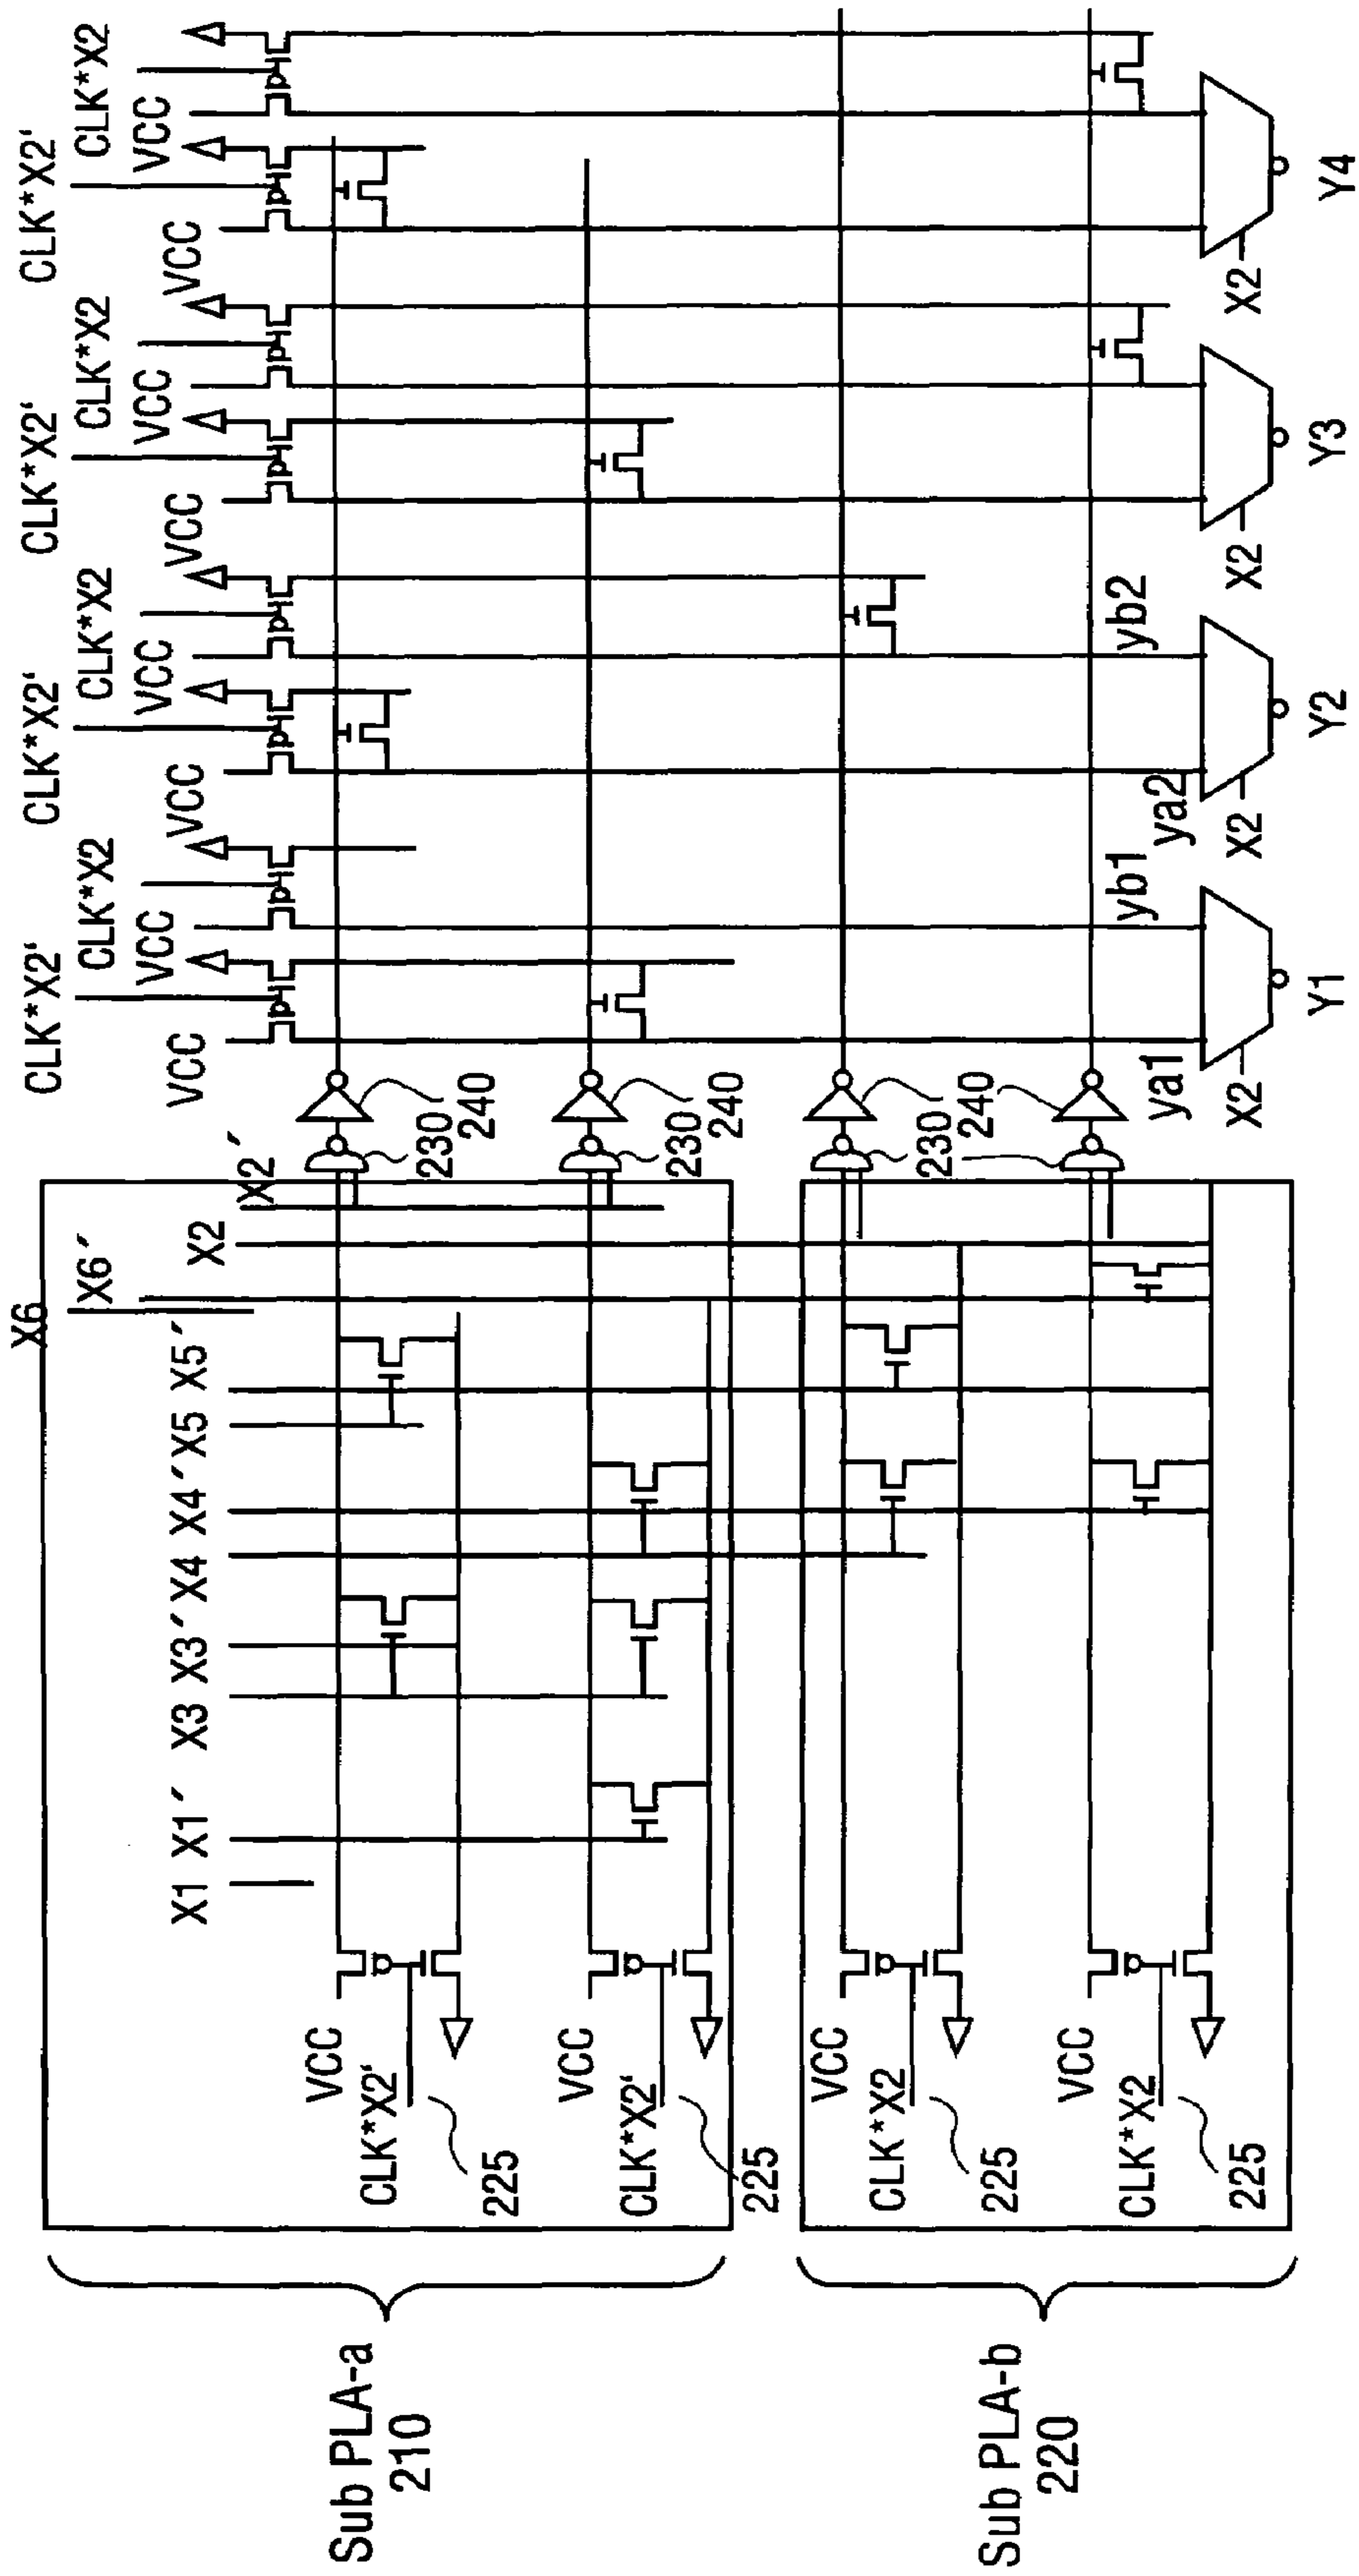 CLK*X2' CLK*X2' CLK*X2' CLK*X2'
CLK*X2 CLK*X2 CLK*X2 CLK*X2
VCC VCC VCC VCC
VCC VCC VCC VCC
X6
X6′
X2
X2′
X1 X1′ X3 X3′ X4 X4′ X5 X5′
230
240
230
240
230
240
VCC
CLK*X2'
225
VCC
CLK*X2'
225
VCC
CLK*X2
225
VCC
CLK*X2
225
ya1
yb1
ya2
yb2
X2 X2 X2 X2
Y1 Y2 Y3 Y4
Sub PLA-a
210
Sub PLA-b
220